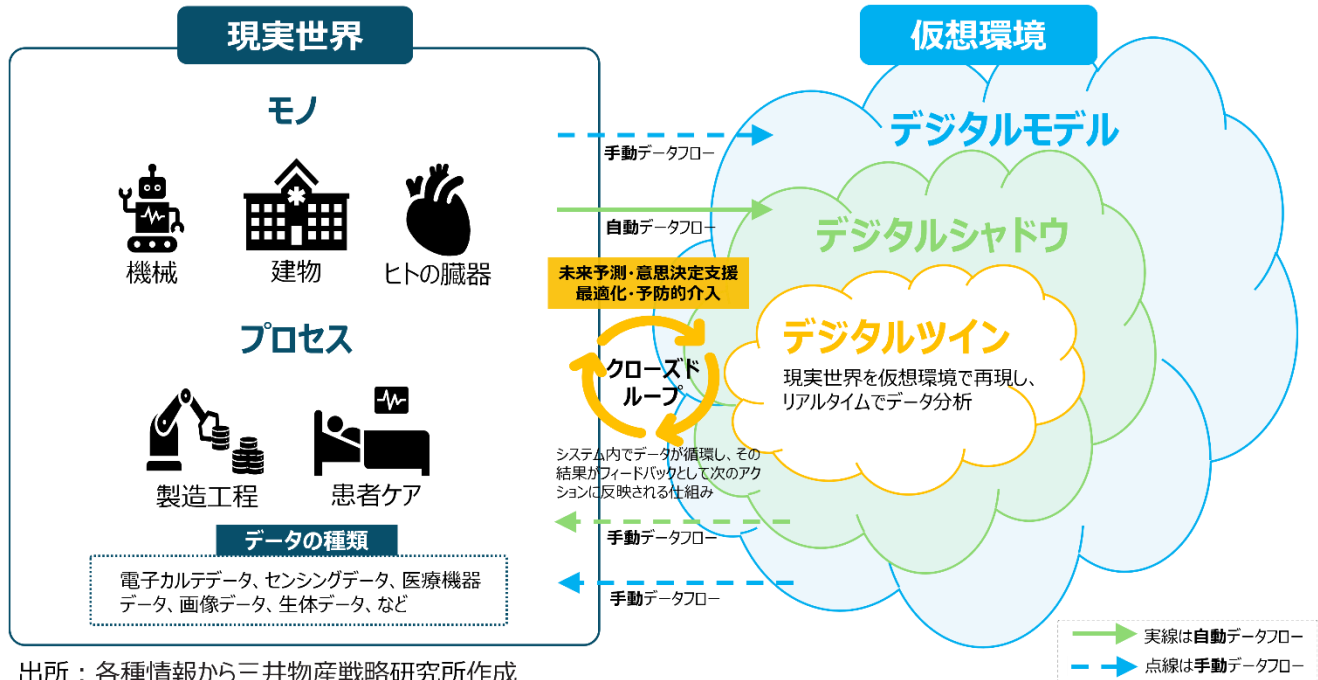 現実世界
モノ
機械
建物
ヒトの臓器
プロセス
製造工程
患者ケア
データの種類
電子カルテデータ、センシングデータ、医療機器
データ、画像データ、生体データ、など
手動データフロー
自動データフロー
未来予測・意思決定支援
最適化・予防的介入
クローズド
ループ
システム内でデータが循環し、その
結果がフィードバックとして次のアク
ションに反映される仕組み
手動データフロー
手動データフロー
仮想環境
デジタルモデル
デジタルシャドウ
デジタルツイン
現実世界を仮想環境で再現し、
リアルタイムでデータ分析
実線は自動データフロー
点線は手動データフロー
出所：各種情報から三井物産戦略研究所作成